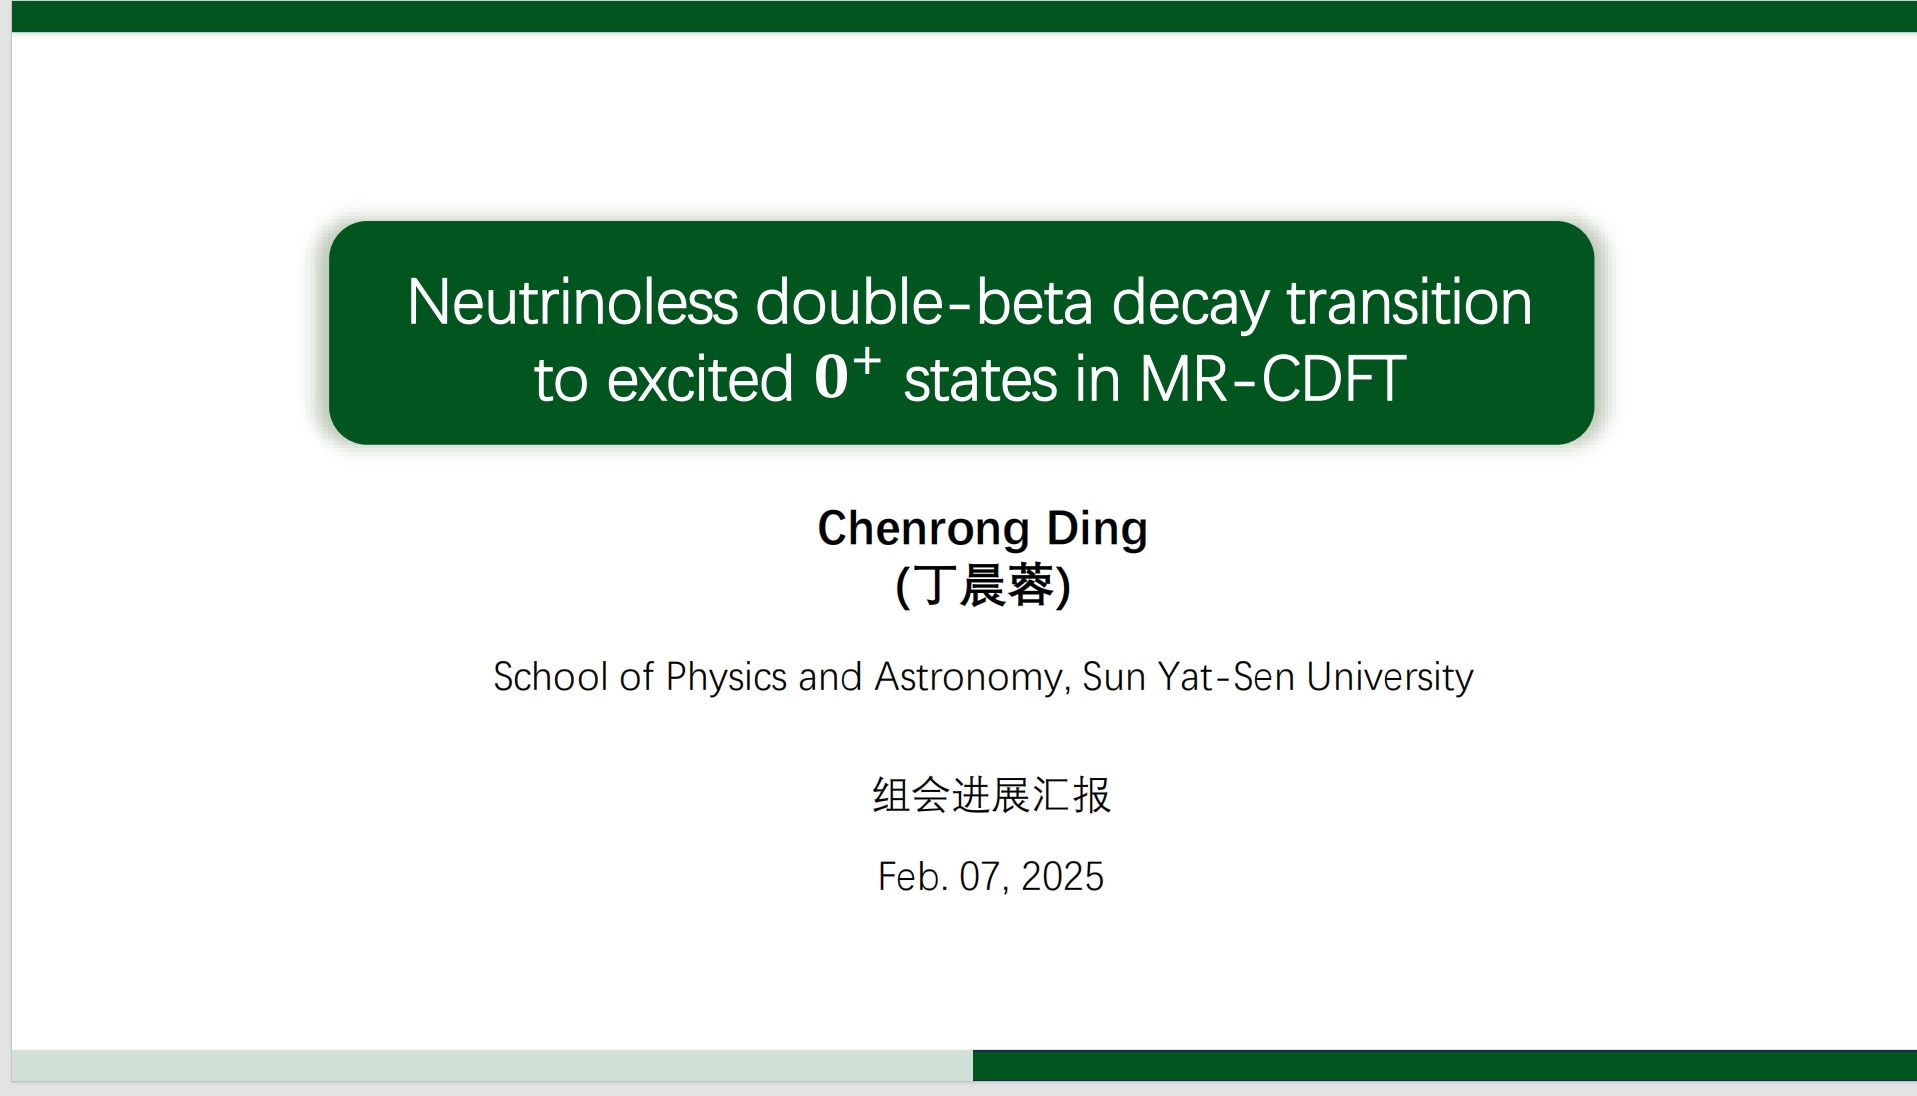 Neutrinoless double-beta decay transition
to excited 0⁺ states in MR-CDFT
Chenrong Ding
(丁晨蓉)
School of Physics and Astronomy, Sun Yat-Sen University
组会进展汇报
Feb. 07, 2025